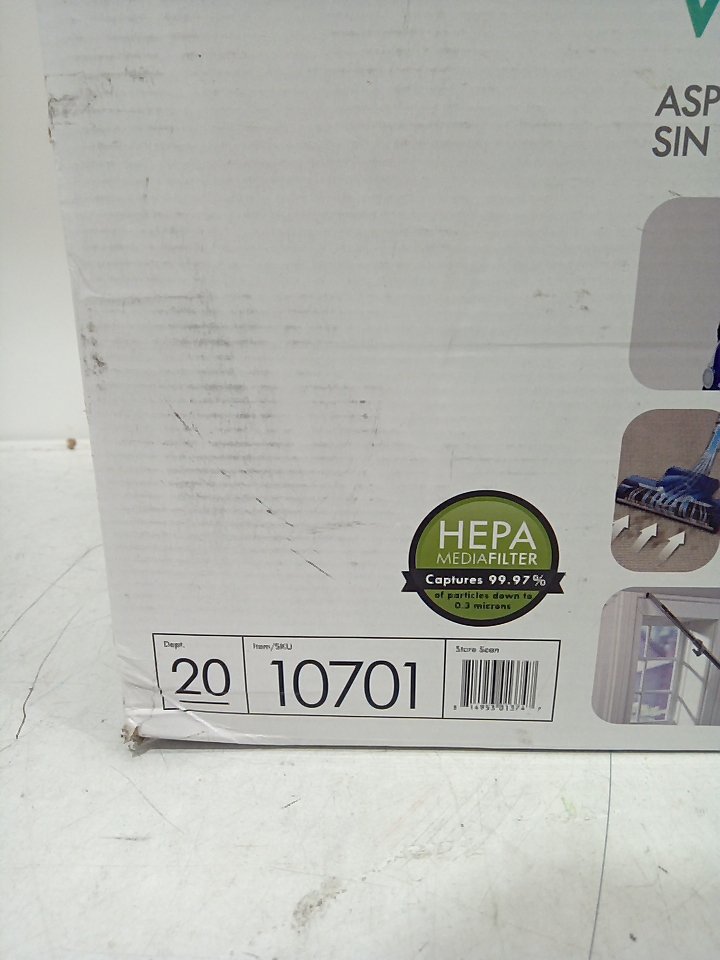 ASP
SIN
HEPA
MEDIAFILTER
Captures 99.97%
of particles down to
0.3 microns
Dept.
20
Item/SKU
10701
Store Scan